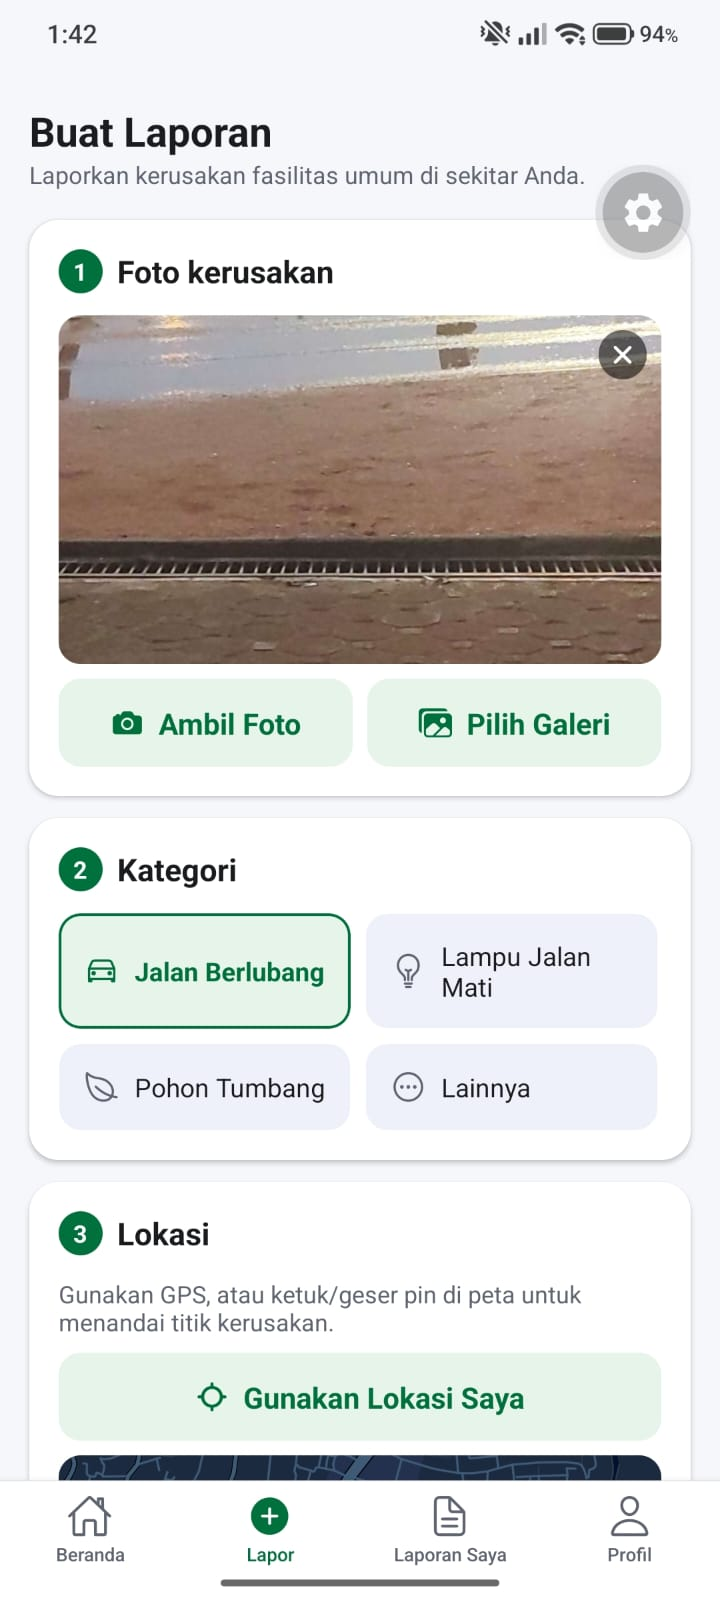 1:42
94%
Buat Laporan
Laporkan kerusakan fasilitas umum di sekitar Anda.
1 Foto kerusakan
Ambil Foto
Pilih Galeri
2 Kategori
Jalan Berlubang
Lampu Jalan
Mati
Pohon Tumbang
Lainnya
3 Lokasi
Gunakan GPS, atau ketuk/geser pin di peta untuk
menandai titik kerusakan.
Gunakan Lokasi Saya
Beranda
Lapor
Laporan Saya
Profil